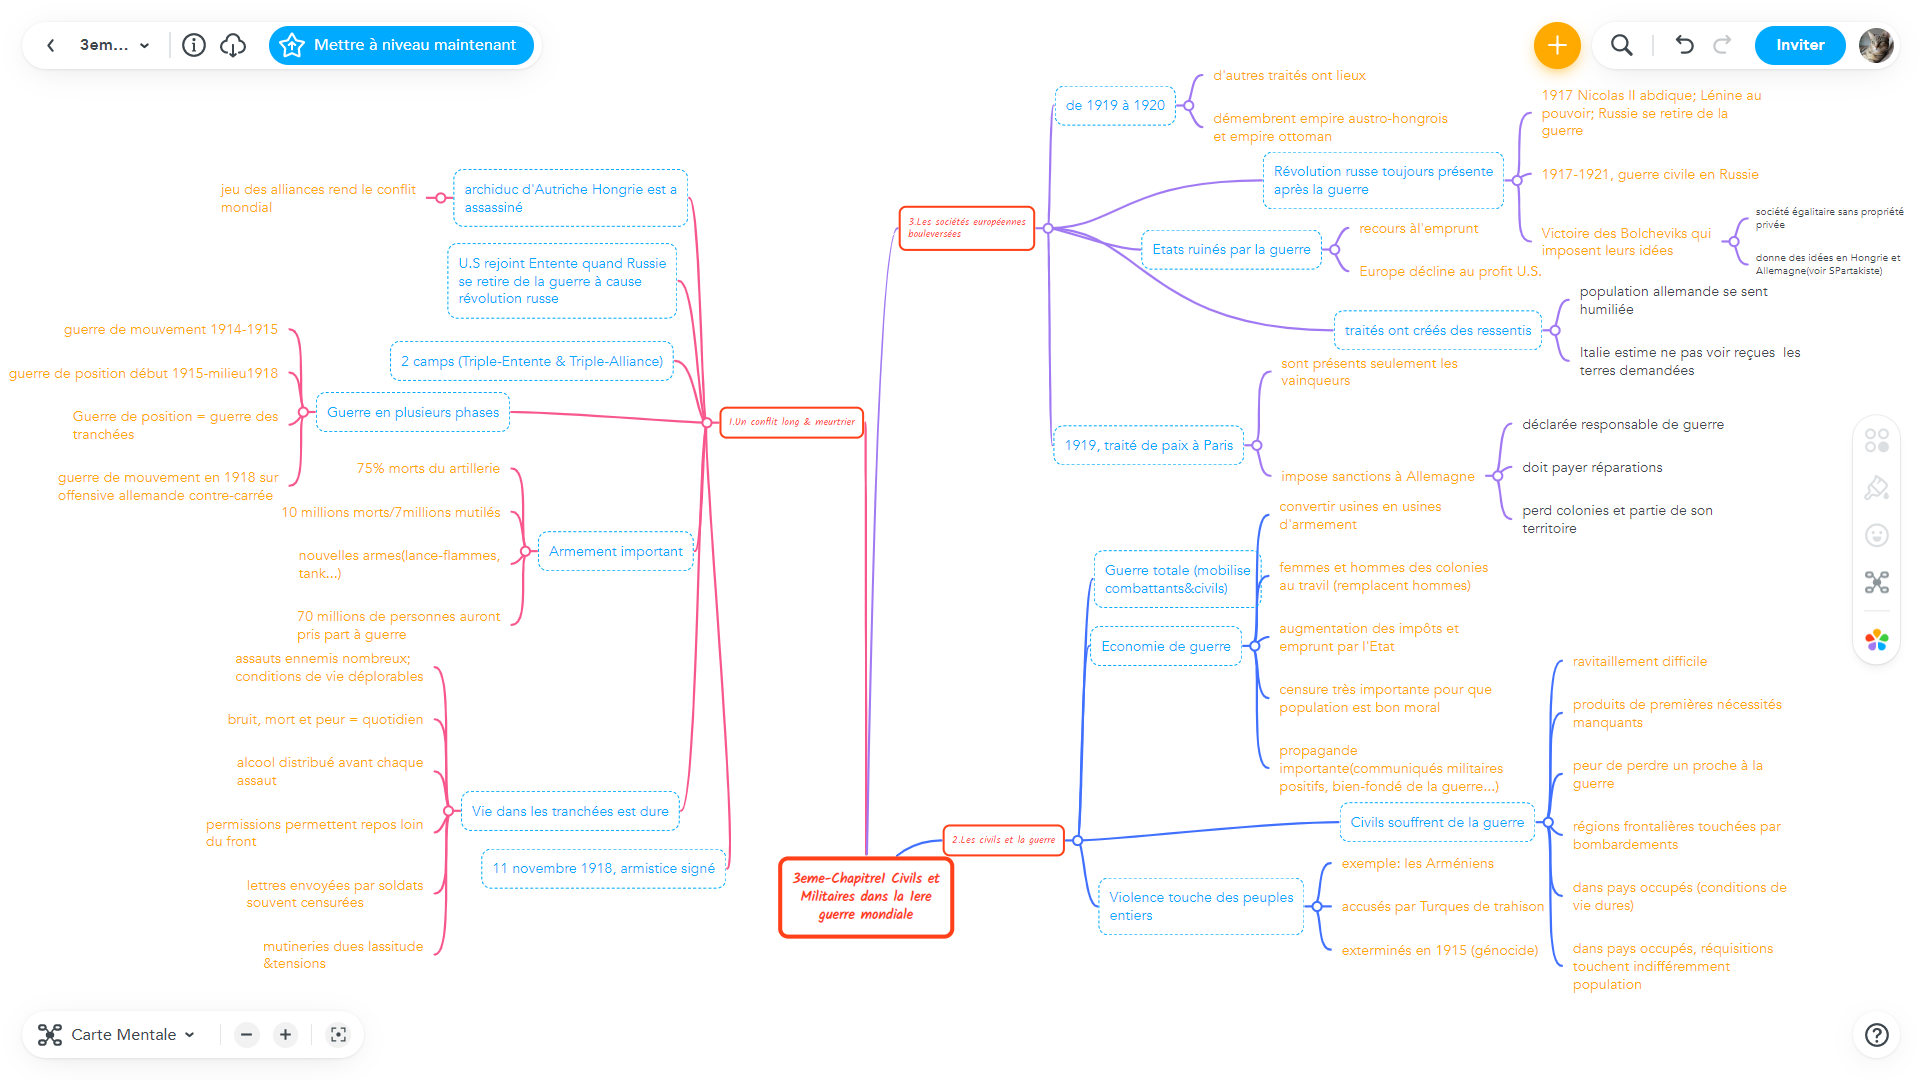 3em...
Mettre à niveau maintenant
Inviter
3eme-Chapitre1 Civils et
Militaires dans la 1ere
guerre mondiale
1.Un conflit long & meurtrier
archiduc d'Autriche Hongrie est a
assassiné
jeu des alliances rend le conflit
mondial
U.S rejoint Entente quand Russie
se retire de la guerre à cause
révolution russe
2 camps (Triple-Entente & Triple-Alliance)
Guerre en plusieurs phases
guerre de mouvement 1914-1915
guerre de position début 1915-milieu1918
Guerre de position = guerre des
tranchées
guerre de mouvement en 1918 sur
offensive allemande contre-carrée
Armement important
75% morts du artillerie
10 millions morts/7millions mutilés
nouvelles armes(lance-flammes,
tank...)
70 millions de personnes auront
pris part à guerre
Vie dans les tranchées est dure
assauts ennemis nombreux;
conditions de vie déplorables
bruit, mort et peur = quotidien
alcool distribué avant chaque
assaut
permissions permettent repos loin
du front
lettres envoyées par soldats
souvent censurées
mutineries dues lassitude
&tensions
11 novembre 1918, armistice signé
3.Les sociétés européennes
bouleversées
de 1919 à 1920
d'autres traités ont lieux
démembrent empire austro-hongrois
et empire ottoman
Révolution russe toujours présente
après la guerre
1917 Nicolas II abdique; Lénine au
pouvoir; Russie se retire de la
guerre
1917-1921, guerre civile en Russie
Victoire des Bolcheviks qui
imposent leurs idées
société égalitaire sans propriété
privée
donne des idées en Hongrie et
Allemagne(voir SPartakiste)
Etats ruinés par la guerre
recours àl'emprunt
Europe décline au profit U.S.
traités ont créés des ressentis
population allemande se sent
humiliée
Italie estime ne pas voir reçues  les
terres demandées
1919, traité de paix à Paris
sont présents seulement les
vainqueurs
impose sanctions à Allemagne
déclarée responsable de guerre
doit payer réparations
perd colonies et partie de son
territoire
2.Les civils et la guerre
Guerre totale (mobilise
combattants&civils)
Economie de guerre
convertir usines en usines
d'armement
femmes et hommes des colonies
au travil (remplacent hommes)
augmentation des impôts et
emprunt par l'Etat
censure très importante pour que
population est bon moral
propagande
importante(communiqués militaires
positifs, bien-fondé de la guerre...)
Civils souffrent de la guerre
ravitaillement difficile
produits de premières nécessités
manquants
peur de perdre un proche à la
guerre
régions frontalières touchées par
bombardements
dans pays occupés (conditions de
vie dures)
dans pays occupés, réquisitions
touchent indifféremment
population
Violence touche des peuples
entiers
exemple: les Arméniens
accusés par Turques de trahison
exterminés en 1915 (génocide)
Carte Mentale